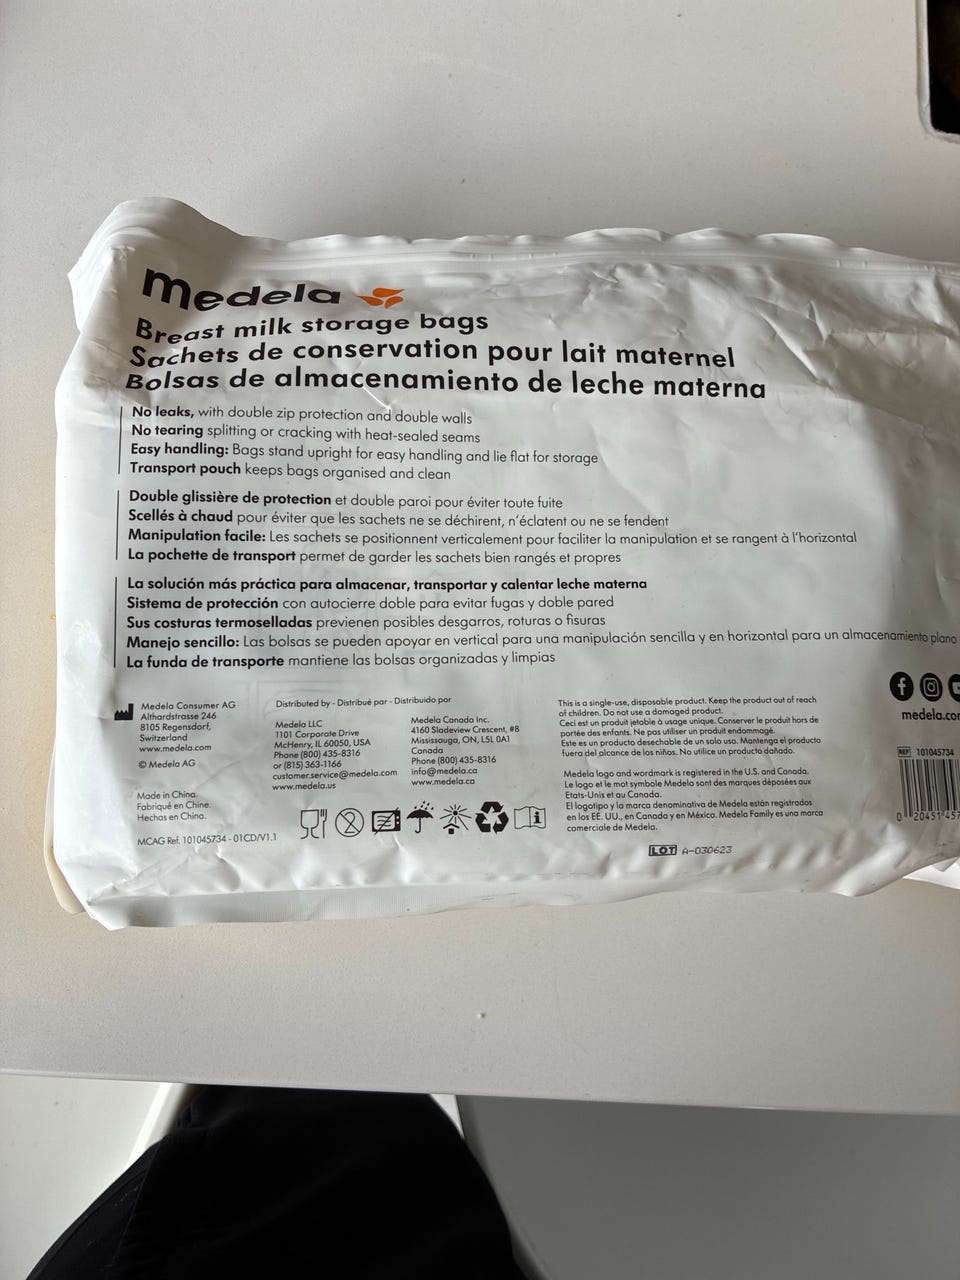 medela
Breast milk storage bags
Sachets de conservation pour lait maternel
Bolsas de almacenamiento de leche materna
No leaks, with double zip protection and double walls
No tearing splitting or cracking with heat-sealed seams
Easy handling: Bags stand upright for easy handling and lie flat for storage
Transport pouch keeps bags organised and clean
Double glissière de protection et double paroi pour éviter toute fuite
Scellés à chaud pour éviter que les sachets ne se déchirent, n'éclatent ou ne se fendent
Manipulation facile: Les sachets se positionnent verticalement pour faciliter la manipulation et se rangent à l'horizontal
La pochette de transport permet de garder les sachets bien rangés et propres
La solución más práctica para almacenar, transportar y calentar leche materna
Sistema de protección con autocierre doble para evitar fugas y doble pared
Sus costuras termoselladas previenen posibles desgarros, roturas o fisuras
Manejo sencillo: Las bolsas se pueden apoyar en vertical para una manipulación sencilla y en horizontal para un almacenamiento plano
La funda de transporte mantiene las bolsas organizadas y limpias
Medela Consumer AG
Althardstrasse 246
8105 Regensdorf,
Switzerland
www.medela.com
© Medela AG
Made in China.
Fabriqué en Chine.
Hechas en China.
MCAG Ref. 101045734 - 01CD/V1.1
Distributed by - Distribué par - Distribuido por
Medela LLC
1101 Corporate Drive
McHenry, IL 60050, USA
Phone (800) 435-8316
or (815) 363-1166
customer.service@medela.com
www.medela.us
Medela Canada Inc.
4160 Sladeview Crescent, #8
Mississauga, ON, L5L 0A1
Canada
Phone (800) 435-8316
info@medela.ca
www.medela.ca
This is a single-use, disposable product. Keep the product out of reach
of children. Do not use a damaged product.
Ceci est un produit jetable à usage unique. Conserver le produit hors de
portée des enfants. Ne pas utiliser un produit endommagé.
Este es un producto desechable de un solo uso. Mantenga el producto
fuera del alcance de los niños. No utilice un producto dañado.
Medela logo and wordmark is registered in the U.S. and Canada.
Le logo et le mot symbole Medela sont des marques déposées aux
Etats-Unis et au Canada.
El logotipo y la marca denominativa de Medela están registrados
en los EE. UU., en Canada y en México. Medela Family es una marca
comerciale de Medela.
LOT A-030623
medela.co
REF 101045734
0 20451 457